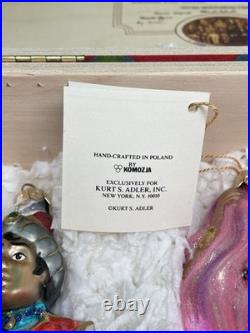 HAND-CRAFTED IN POLAND
BY
KOMOZJA
EXCLUSIVELY FOR
KURT S. ADLER, INC.
NEW YORK, N.Y. 10010
©KURT S. ADLER